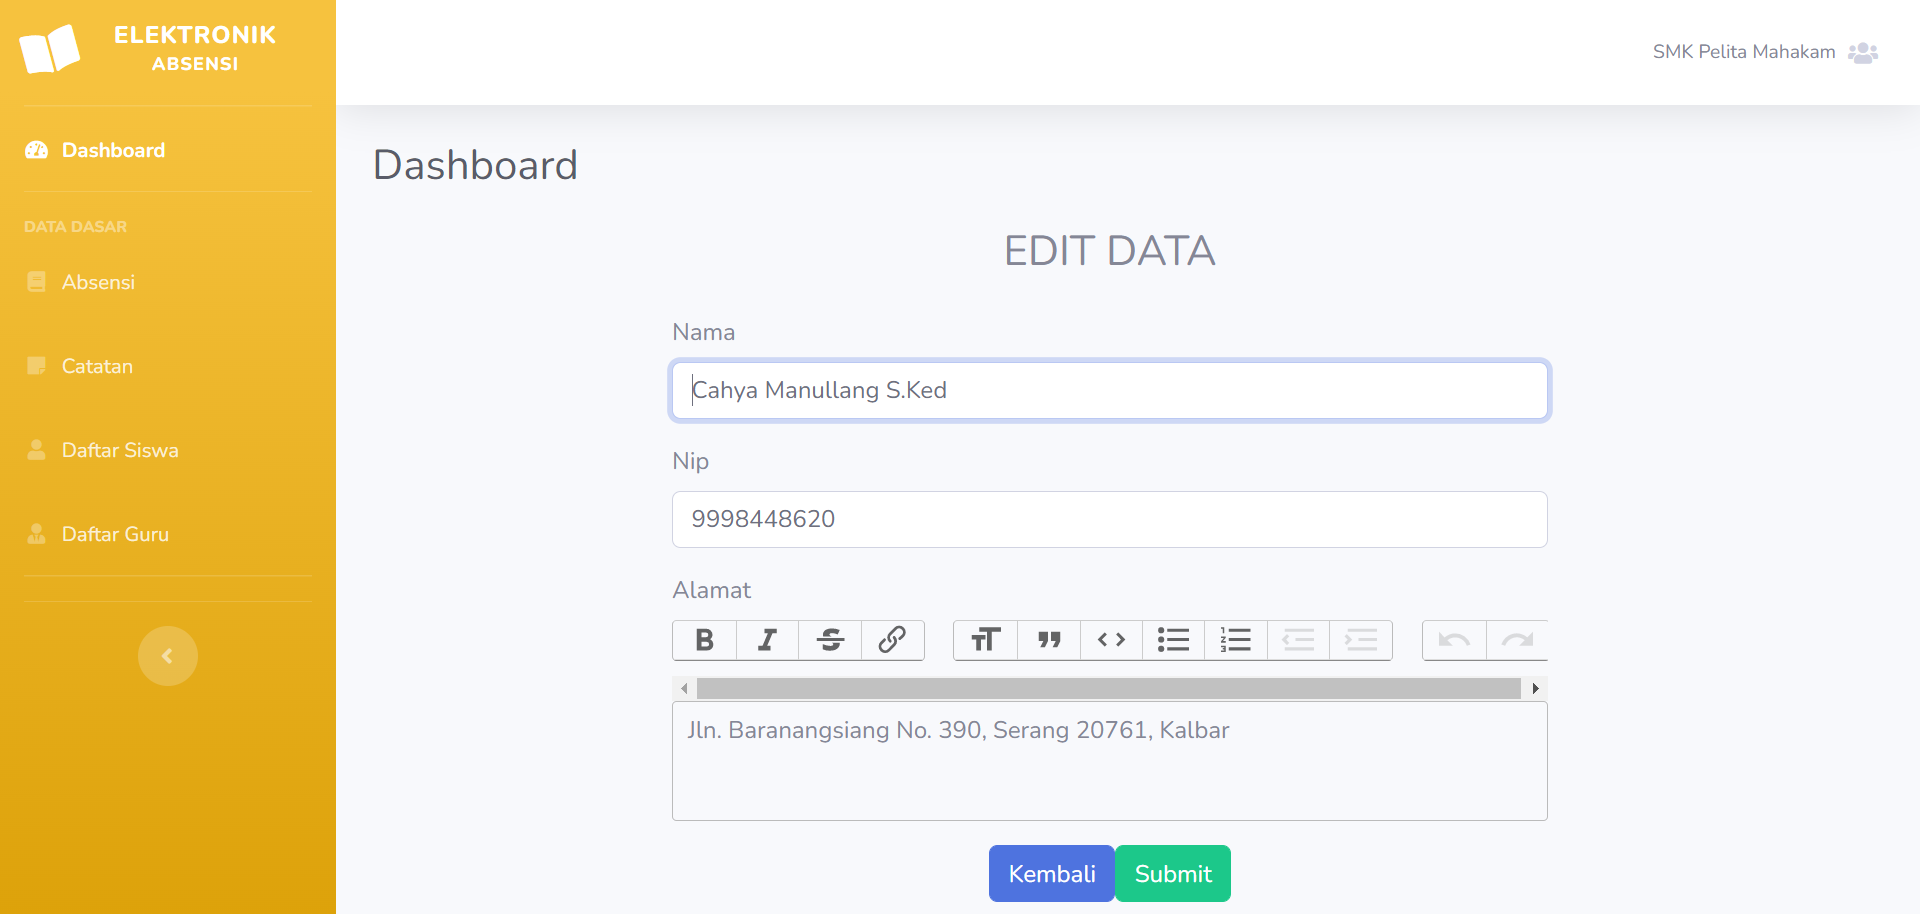 ELEKTRONIK
ABSENSI
Dashboard
DATA DASAR
Absensi
Catatan
Daftar Siswa
Daftar Guru
SMK Pelita Mahakam
Dashboard
EDIT DATA
Nama
Cahya Manullang S.Ked
Nip
9998448620
Alamat
Jln. Baranangsiang No. 390, Serang 20761, Kalbar
Kembali
Submit